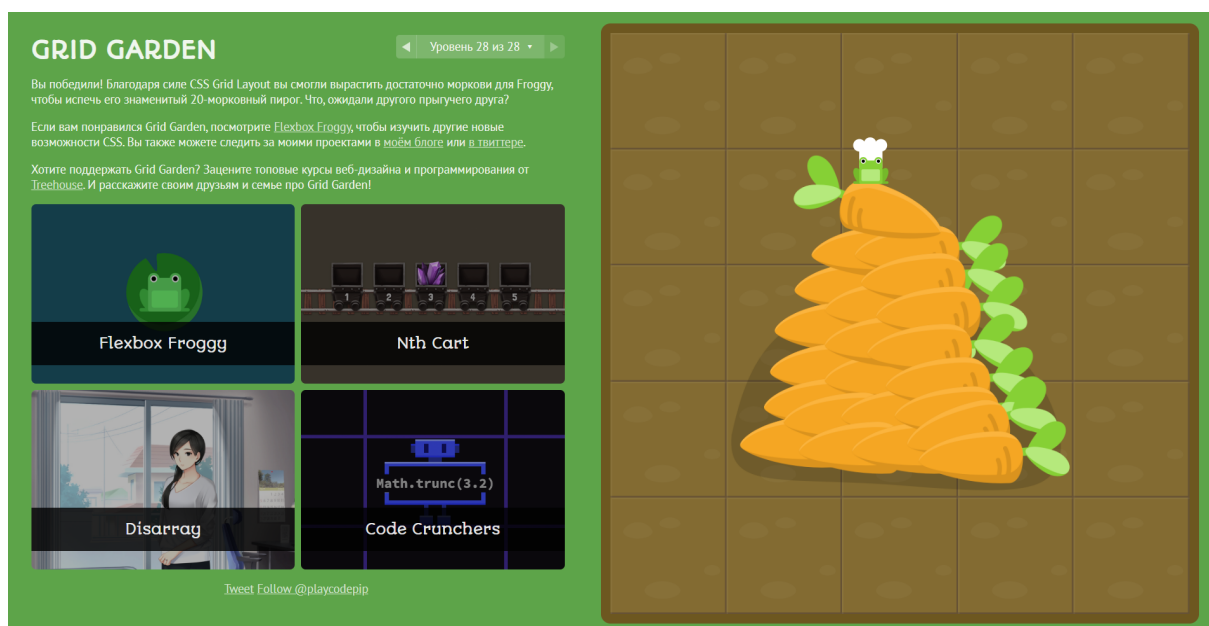 GRID GARDEN
◀ Уровень 28 из 28 ▾ ▶
Вы победили! Благодаря силе CSS Grid Layout вы смогли вырастить достаточно моркови для Froggy,
чтобы испечь его знаменитый 20-морковный пирог. Что, ожидали другого прыгучего друга?
Если вам понравился Grid Garden, посмотрите Flexbox Froggy, чтобы изучить другие новые
возможности CSS. Вы также можете следить за моими проектами в моём блоге или в твиттере.
Хотите поддержать Grid Garden? Зацените топовые курсы веб-дизайна и программирования от
Treehouse. И расскажите своим друзьям и семье про Grid Garden!
Flexbox Froggy
1 2 3 4 5
Nth Cart
Disarray
Math.trunc(3.2)
Code Crunchers
Tweet Follow @playcodepip